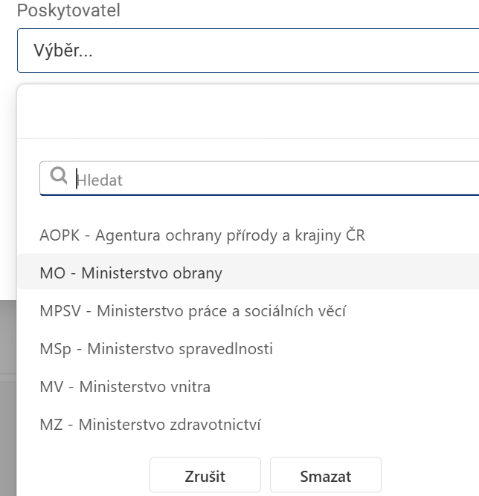 Poskytovatel
Výběr...
Hledat
AOPK - Agentura ochrany přírody a krajiny ČR
MO - Ministerstvo obrany
MPSV - Ministerstvo práce a sociálních věcí
MSp - Ministerstvo spravedlnosti
MV - Ministerstvo vnitra
MZ - Ministerstvo zdravotnictví
Zrušit Smazat